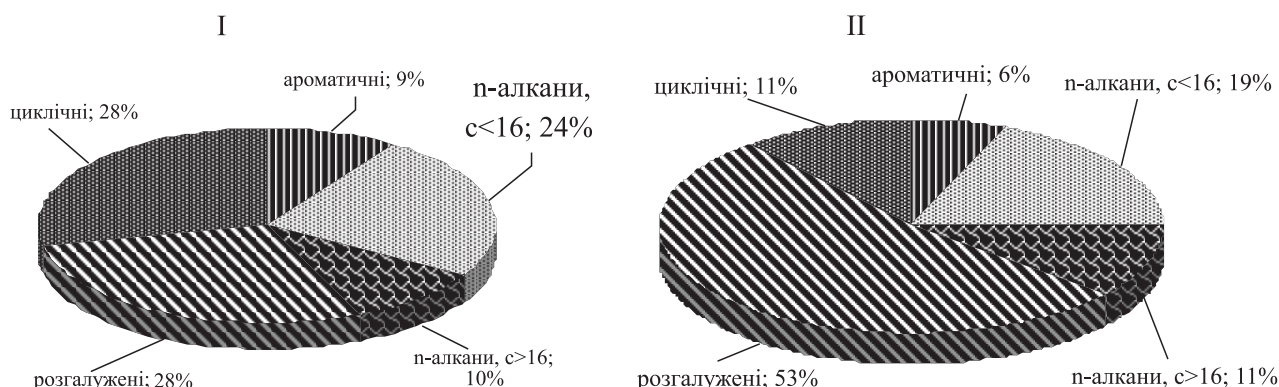 I
ароматичні; 9%
n-алкани,
c<16; 24%
циклічні; 28%
n-алкани, c>16;
10%
розгалужені; 28%
II
циклічні; 11%
ароматичні; 6%
n-алкани, c<16; 19%
n-алкани, c>16; 11%
розгалужені; 53%